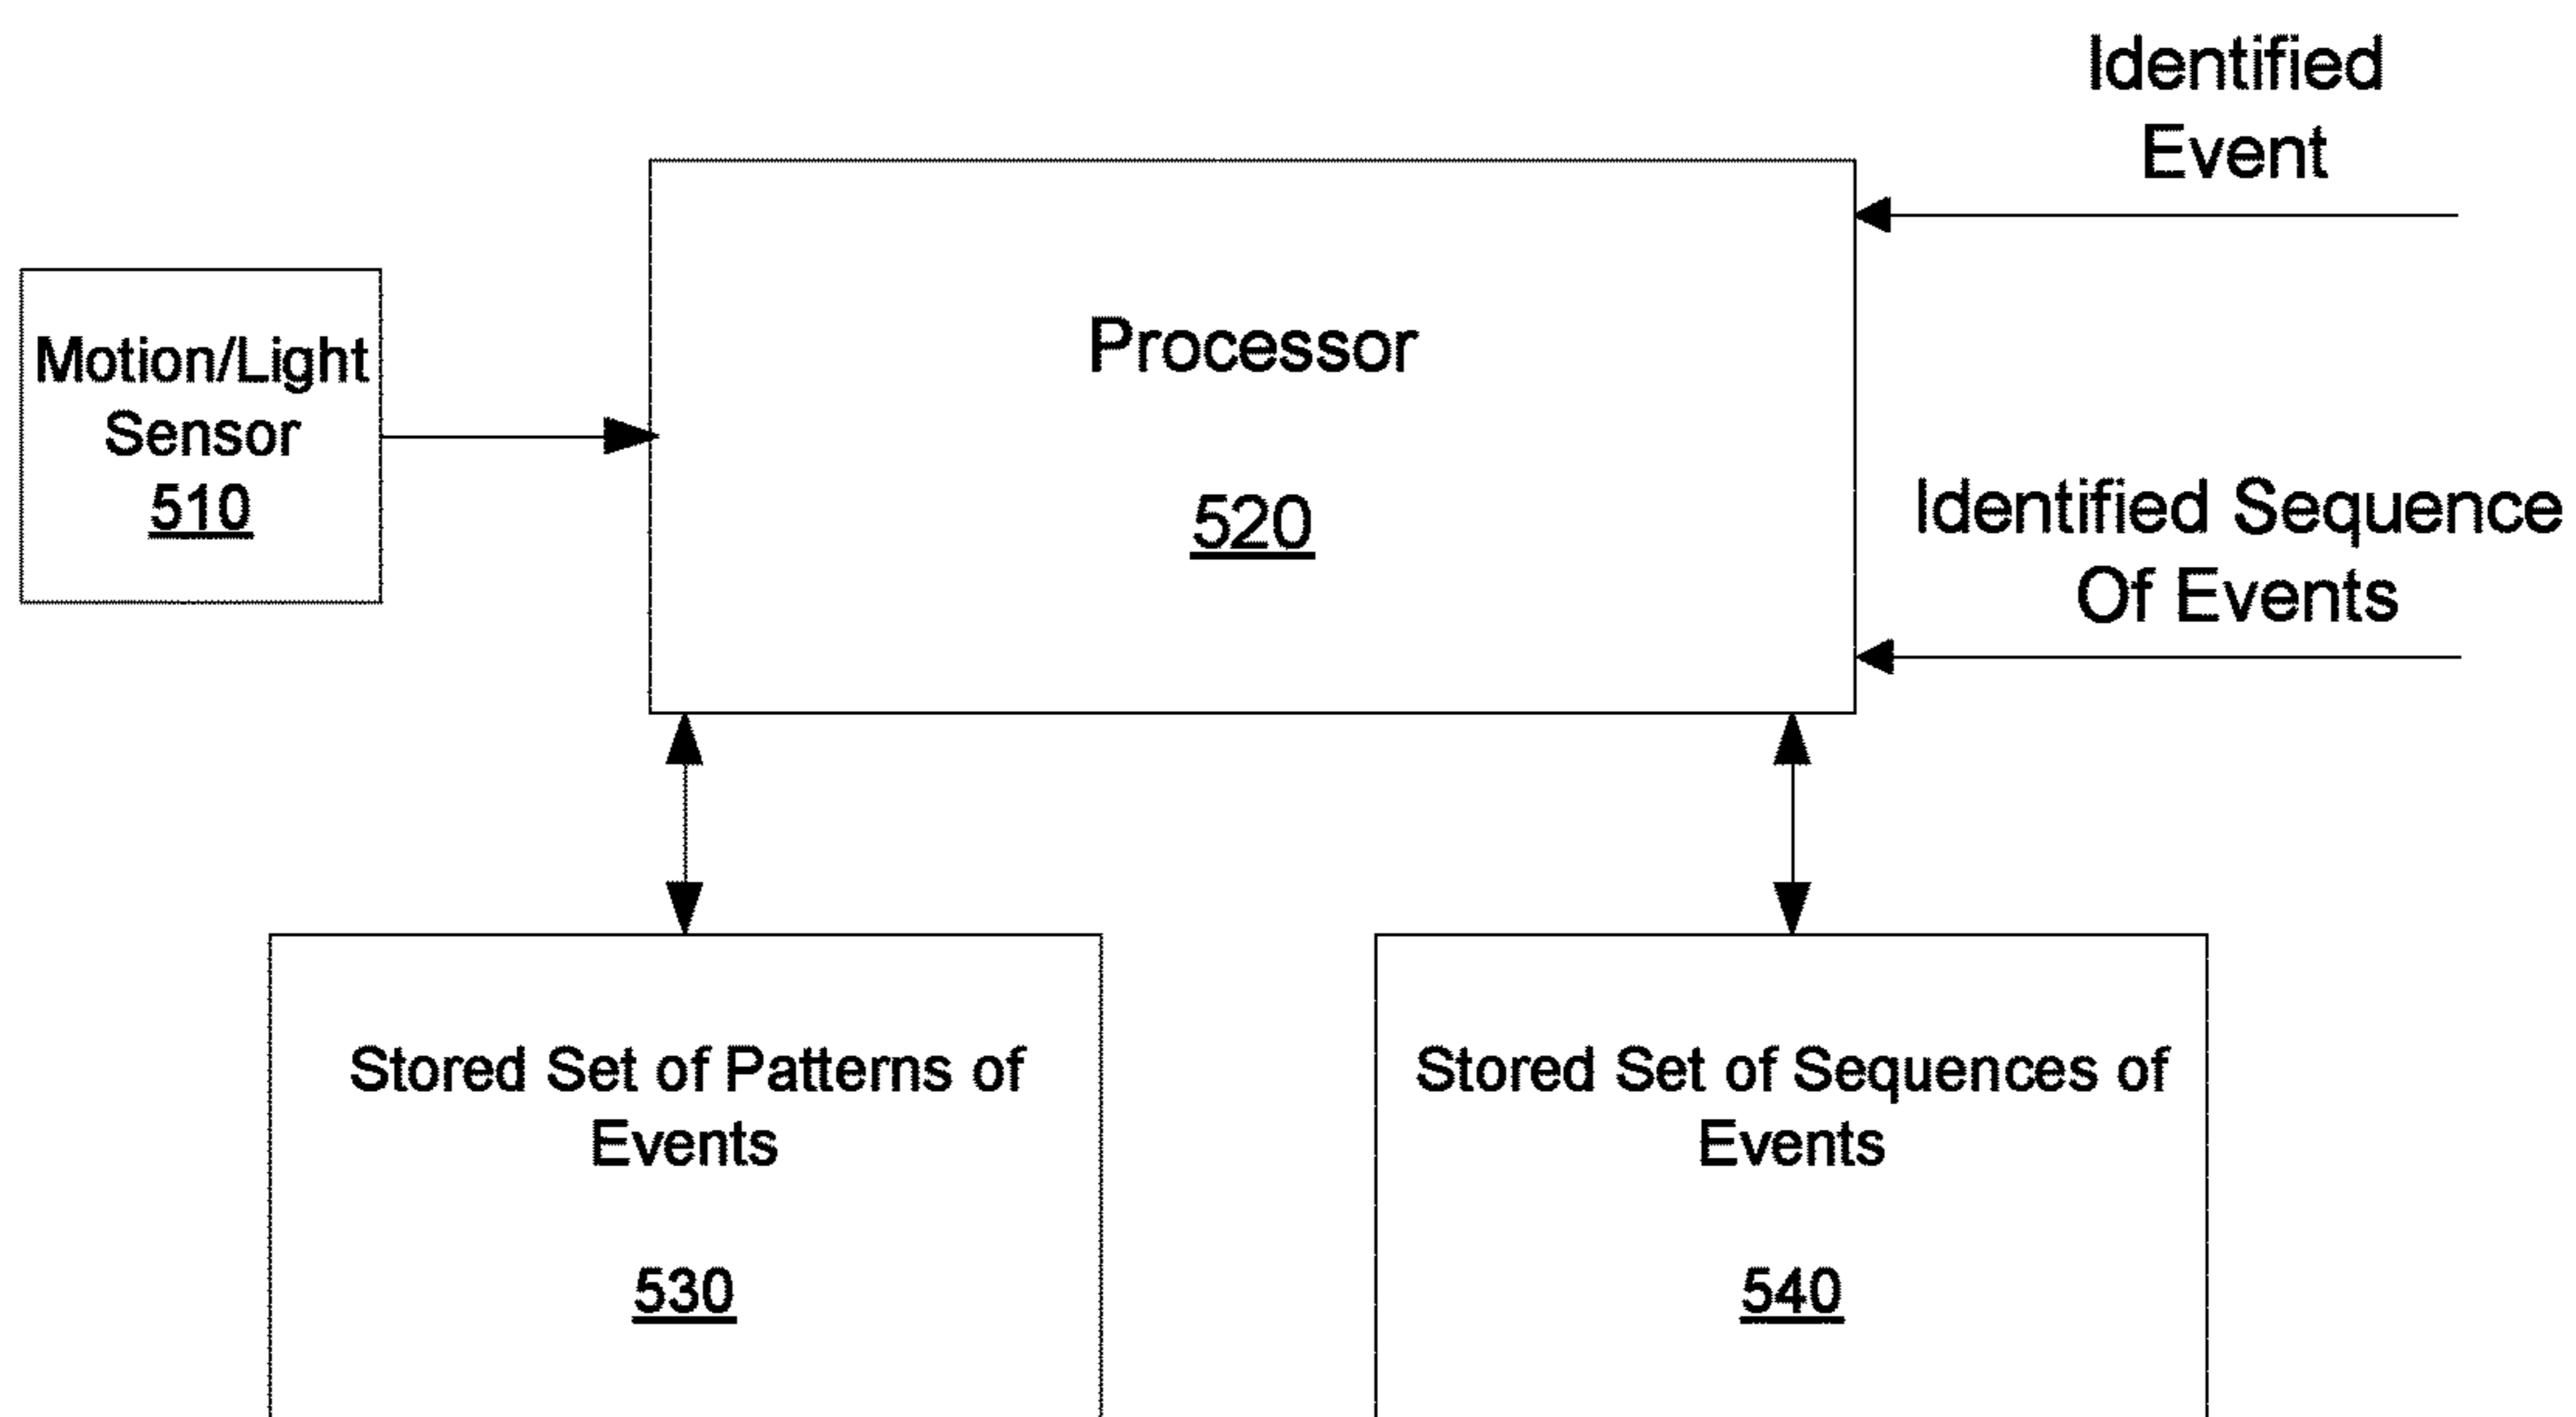 Identified
Event
Motion/Light
Sensor
510
Processor
520
Identified Sequence
Of Events
Stored Set of Patterns of
Events
530
Stored Set of Sequences of
Events
540